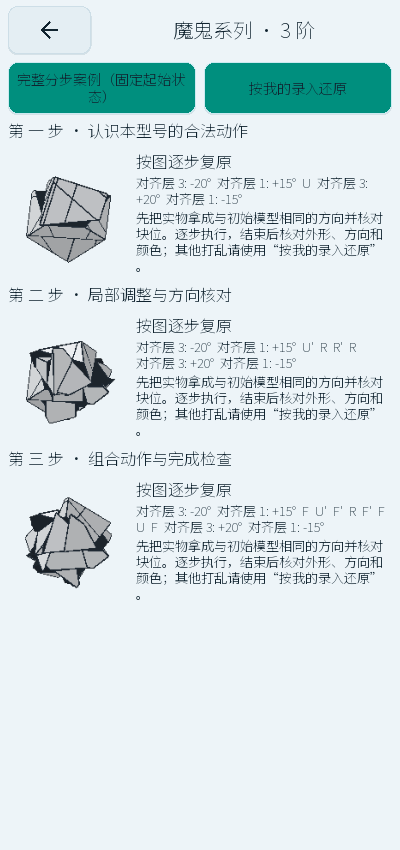 魔鬼系列 · 3 阶
完整分步案例（固定起始状
态）
按我的录入还原
第 一 步 · 认识本型号的合法动作
按图逐步复原
对齐层 3: -20° 对齐层 1: +15° U 对齐层 3:
+20° 对齐层 1: -15°
先把实物拿成与初始模型相同的方向并核对
块位。逐步执行，结束后核对外形、方向和
颜色；其他打乱请使用“按我的录入还原”
。
第 二 步 · 局部调整与方向核对
按图逐步复原
对齐层 3: -20° 对齐层 1: +15° U' R R' R
对齐层 3: +20° 对齐层 1: -15°
先把实物拿成与初始模型相同的方向并核对
块位。逐步执行，结束后核对外形、方向和
颜色；其他打乱请使用“按我的录入还原”
。
第 三 步 · 组合动作与完成检查
按图逐步复原
对齐层 3: -20° 对齐层 1: +15° F U' F' R F' F
U F 对齐层 3: +20° 对齐层 1: -15°
先把实物拿成与初始模型相同的方向并核对
块位。逐步执行，结束后核对外形、方向和
颜色；其他打乱请使用“按我的录入还原”
。